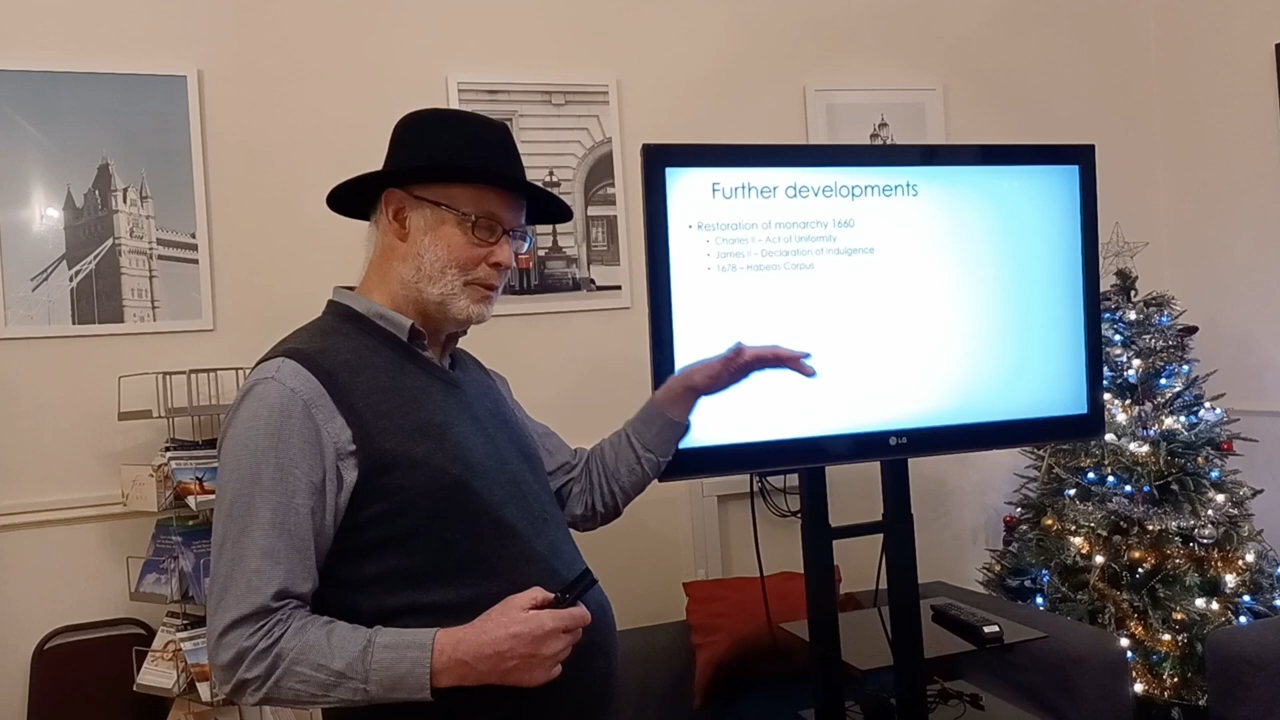 Further developments
• Restoration of monarchy 1660
• Charles II – Act of Uniformity
• James II – Declaration of Indulgence
• 1678 – Habeas Corpus
LG